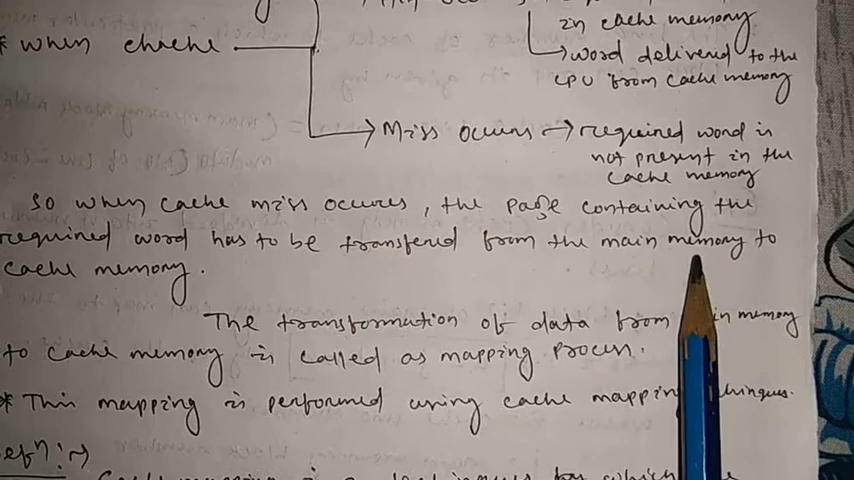 in cache memory
* when chache → word delivered to the
CPU from cache memory
→ Miss occurs → required word is
not present in the
cache memory
so when cache miss occures, the page containing the
required word has to be transfered from the main memory to
cache memory.
The transformation of data from in memory
to cache memory is called as mapping process.
* This mapping is performed using cache mapping
Defn :→